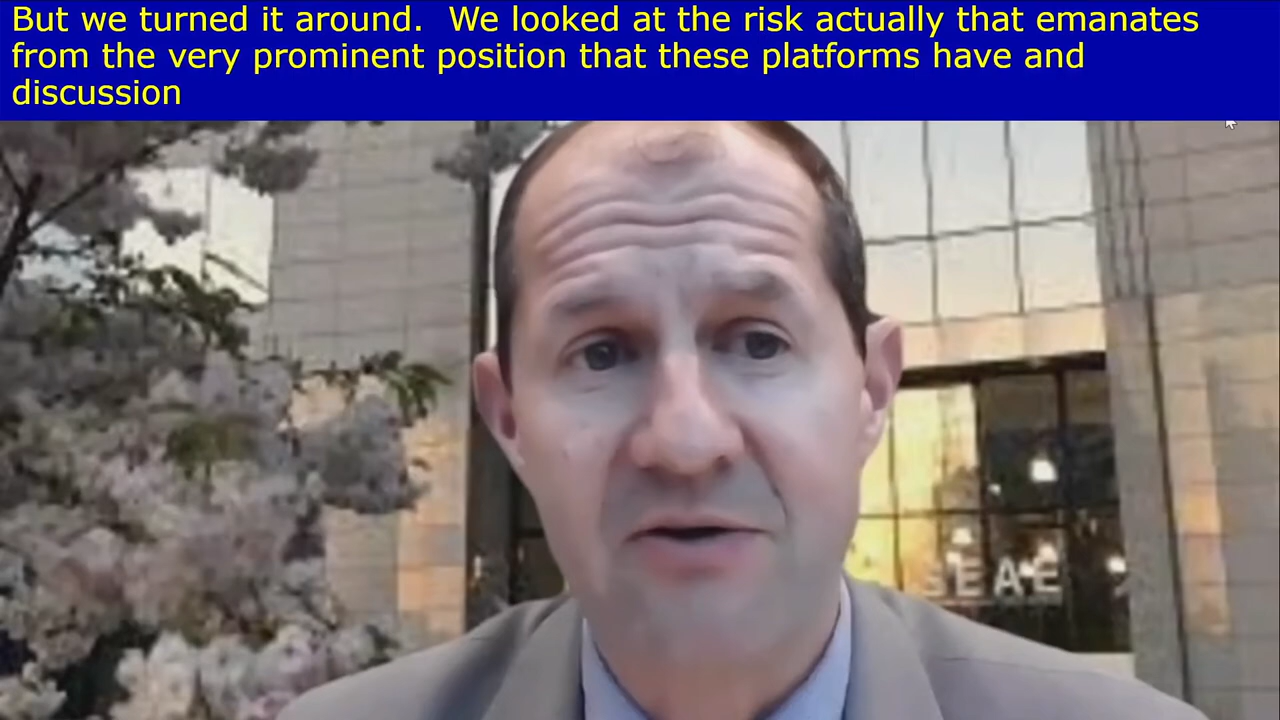 But we turned it around.  We looked at the risk actually that emanates
from the very prominent position that these platforms have and
discussion
SEAE